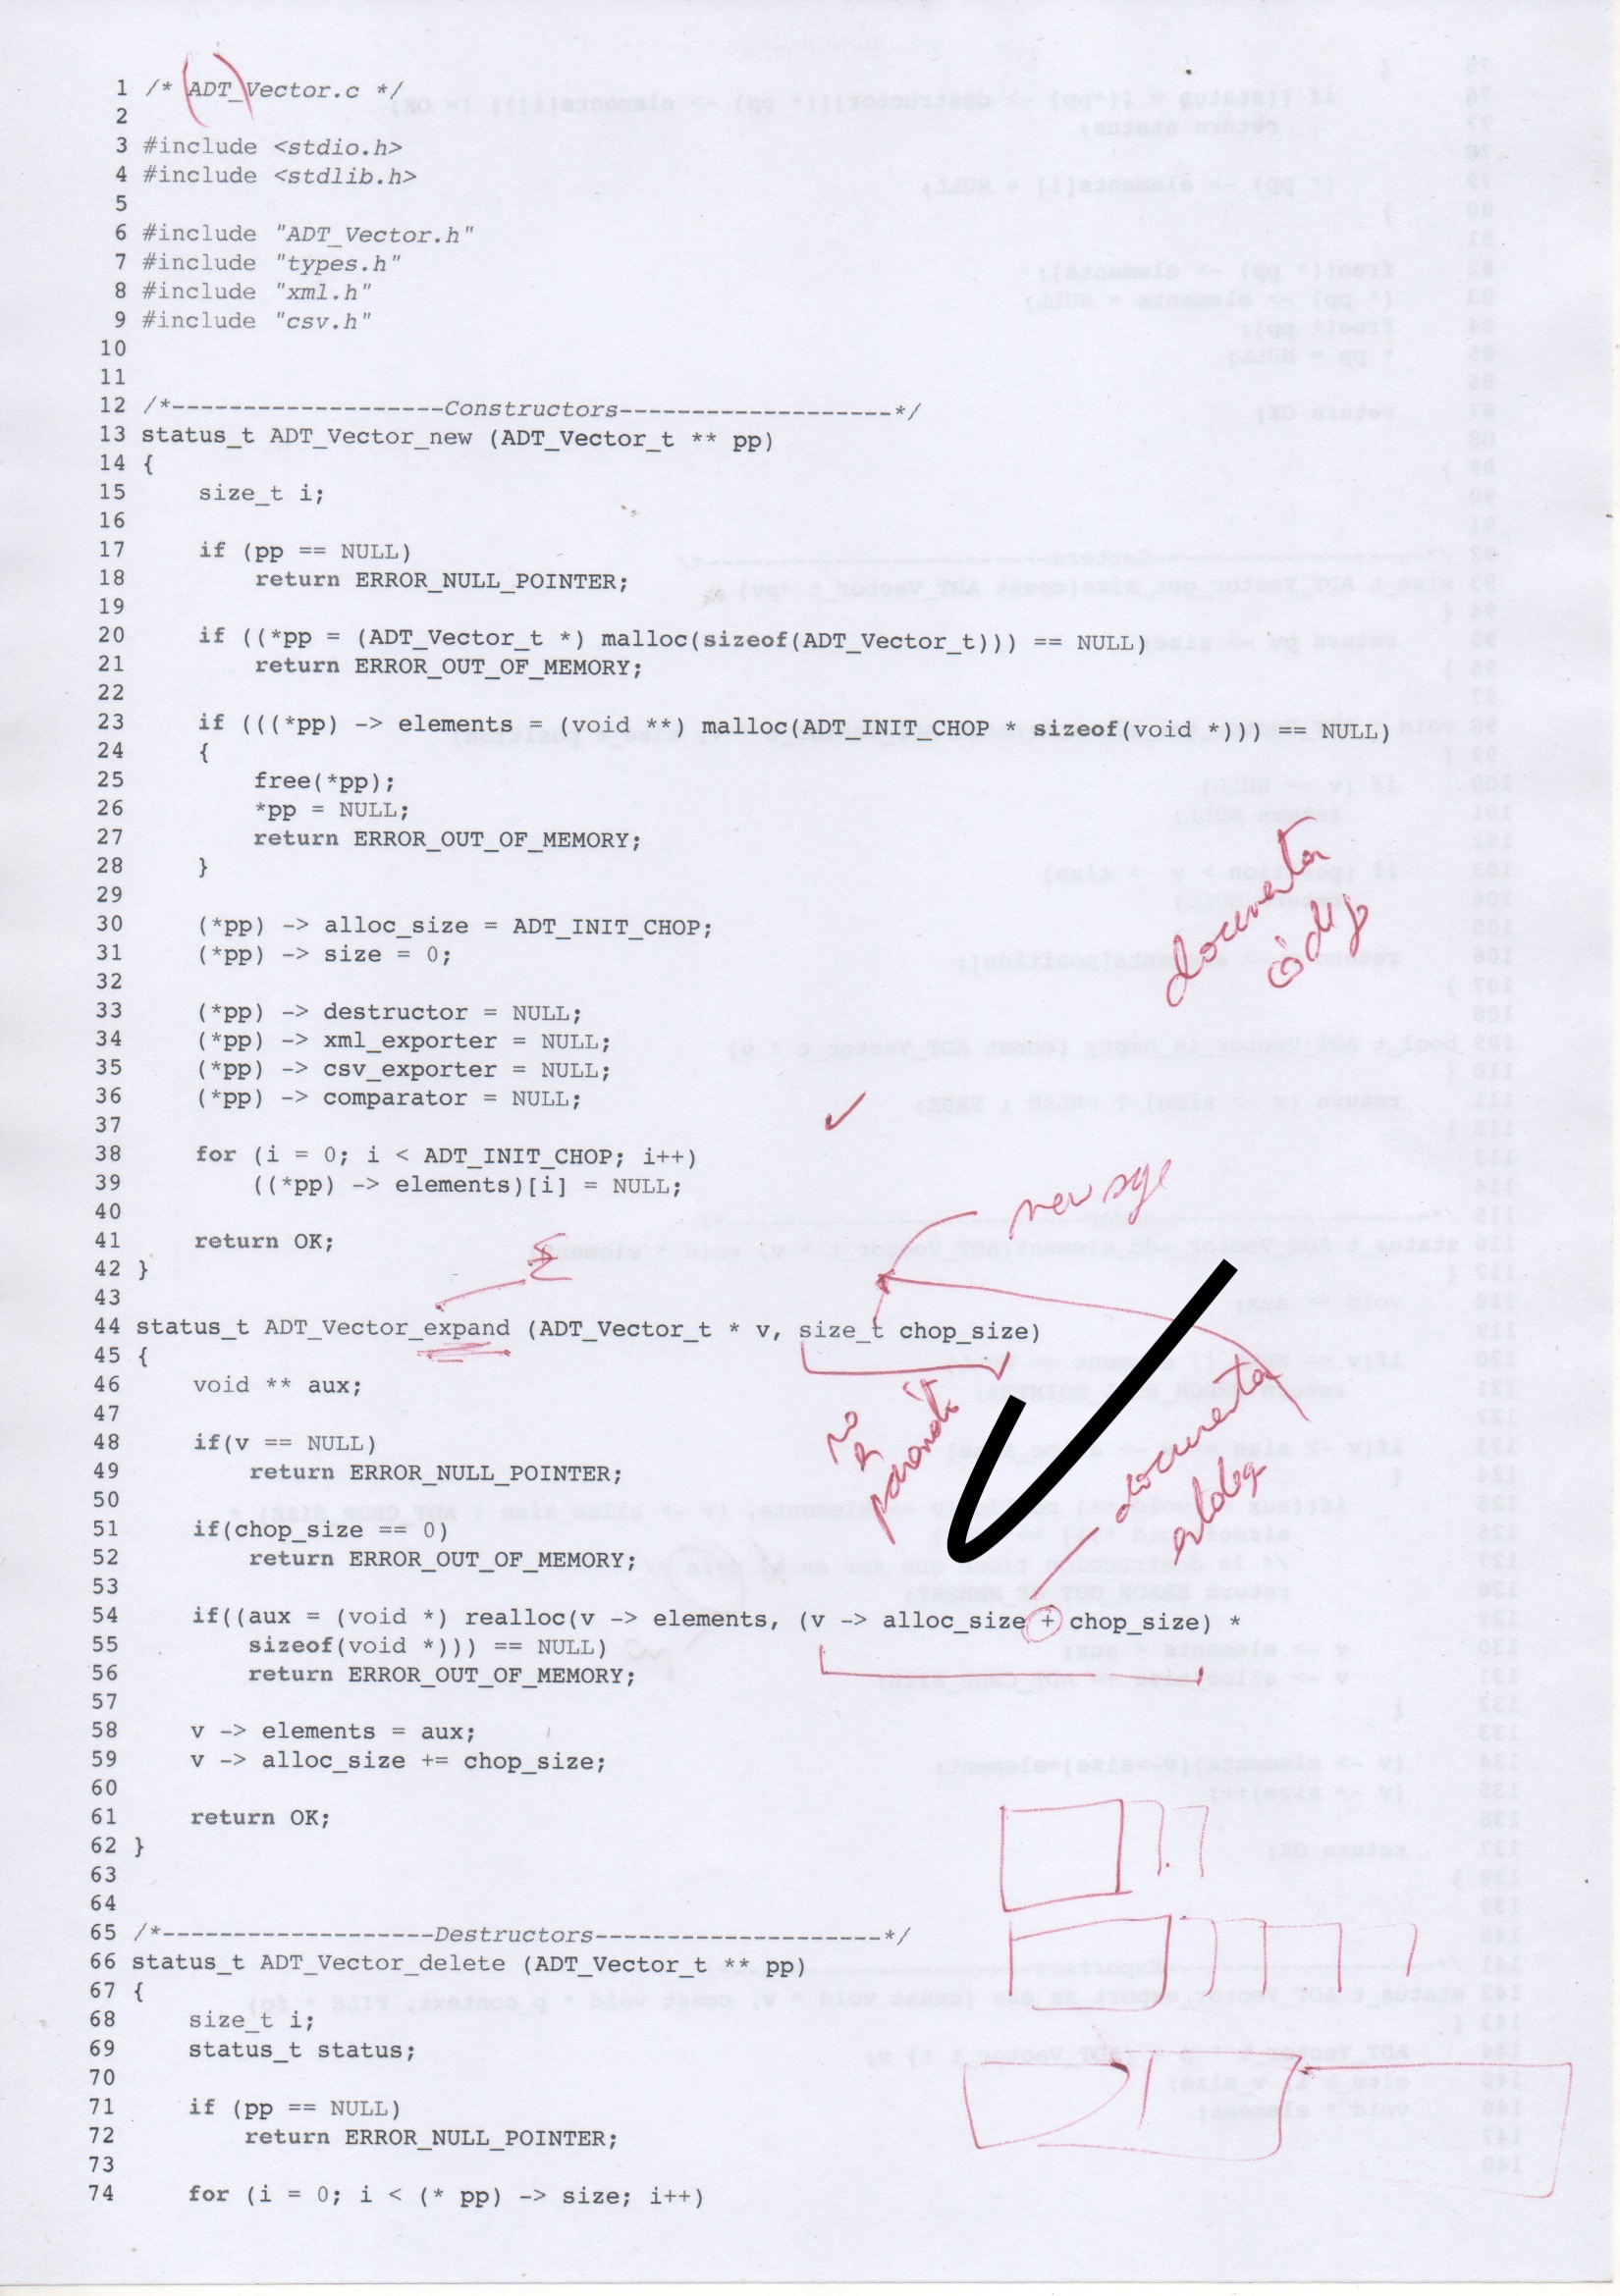 1 /* ADT_Vector.c */
2
3 #include <stdio.h>
4 #include <stdlib.h>
5
6 #include "ADT_Vector.h"
7 #include "types.h"
8 #include "xml.h"
9 #include "csv.h"
10
11
12 /*-------------------Constructors-------------------*/
13 status_t ADT_Vector_new (ADT_Vector_t ** pp)
14 {
15     size_t i;
16
17     if (pp == NULL)
18         return ERROR_NULL_POINTER;
19
20     if ((*pp = (ADT_Vector_t *) malloc(sizeof(ADT_Vector_t))) == NULL)
21         return ERROR_OUT_OF_MEMORY;
22
23     if (((*pp) -> elements = (void **) malloc(ADT_INIT_CHOP * sizeof(void *))) == NULL)
24     {
25         free(*pp);
26         *pp = NULL;
27         return ERROR_OUT_OF_MEMORY;
28     }
29
documenta
código
30     (*pp) -> alloc_size = ADT_INIT_CHOP;
31     (*pp) -> size = 0;
32
33     (*pp) -> destructor = NULL;
34     (*pp) -> xml_exporter = NULL;
35     (*pp) -> csv_exporter = NULL;
36     (*pp) -> comparator = NULL;
37
38     for (i = 0; i < ADT_INIT_CHOP; i++)
39         ((*pp) -> elements)[i] = NULL;
40
41     return OK;
42 }
43
44 status_t ADT_Vector_expand (ADT_Vector_t * v, size_t chop_size)
45 {
46     void ** aux;
47
48     if(v == NULL)
49         return ERROR_NULL_POINTER;
no
documenta
50
51     if(chop_size == 0)
52         return ERROR_OUT_OF_MEMORY;
53
54     if((aux = (void *) realloc(v -> elements, (v -> alloc_size + chop_size) *
55         sizeof(void *))) == NULL)
56         return ERROR_OUT_OF_MEMORY;
57
58     v -> elements = aux;
59     v -> alloc_size += chop_size;
60
61     return OK;
62 }
63
64
65 /*-------------------Destructors--------------------*/
66 status_t ADT_Vector_delete (ADT_Vector_t ** pp)
67 {
68     size_t i;
69     status_t status;
70
71     if (pp == NULL)
72         return ERROR_NULL_POINTER;
73
74     for (i = 0; i < (* pp) -> size; i++)